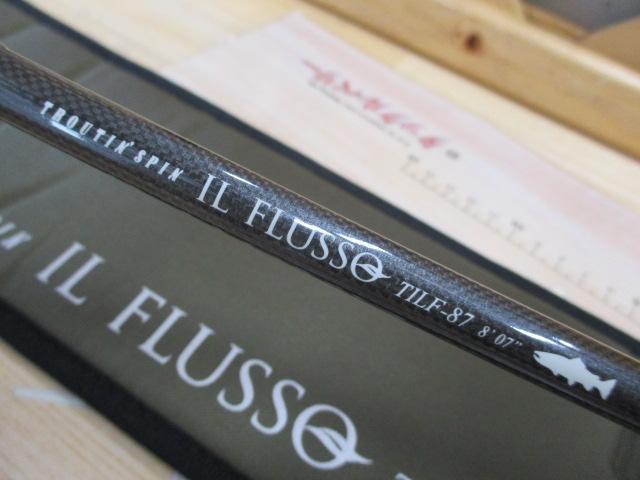 TROUTIN'SPIN IL FLUSSO TILF-87 8'07"
IL FLUSSO